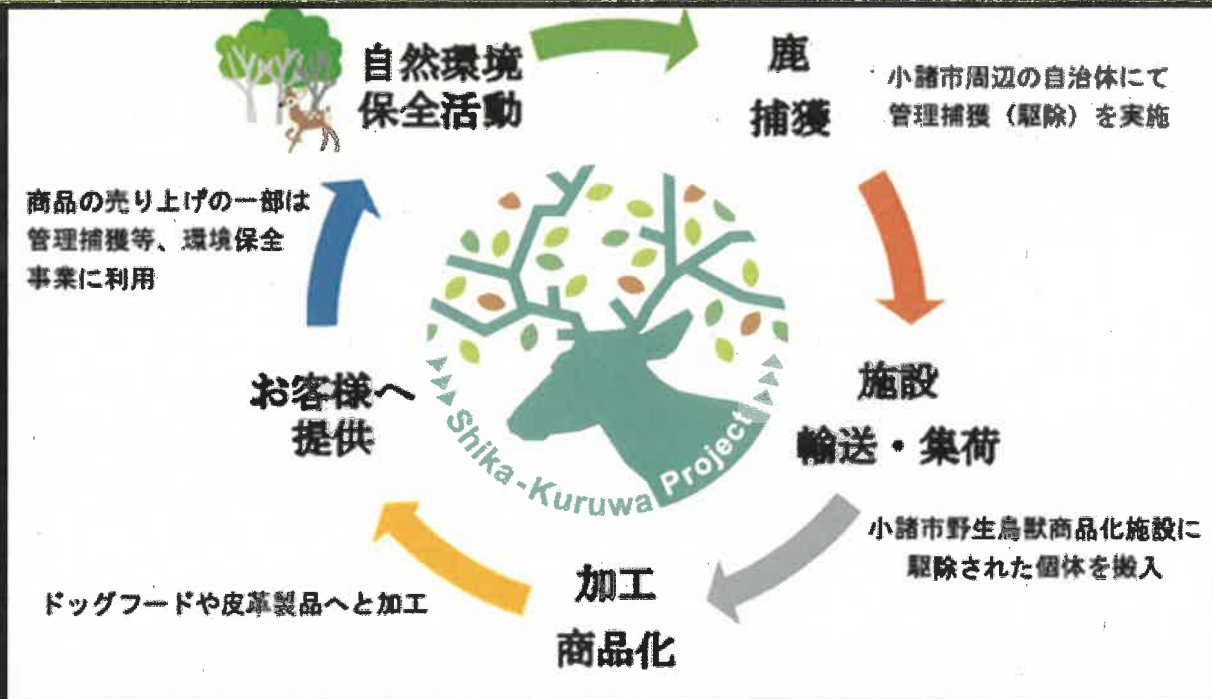 自然環境
保全活動
鹿
捕獲
小諸市周辺の自治体にて
管理捕獲（駆除）を実施
施設
輸送・集荷
小諸市野生鳥獣商品化施設に
駆除された個体を搬入
加工
商品化
ドッグフードや皮革製品へと加工
お客様へ
提供
商品の売り上げの一部は
管理捕獲等、環境保全
事業に利用
Shika-Kuruwa Project